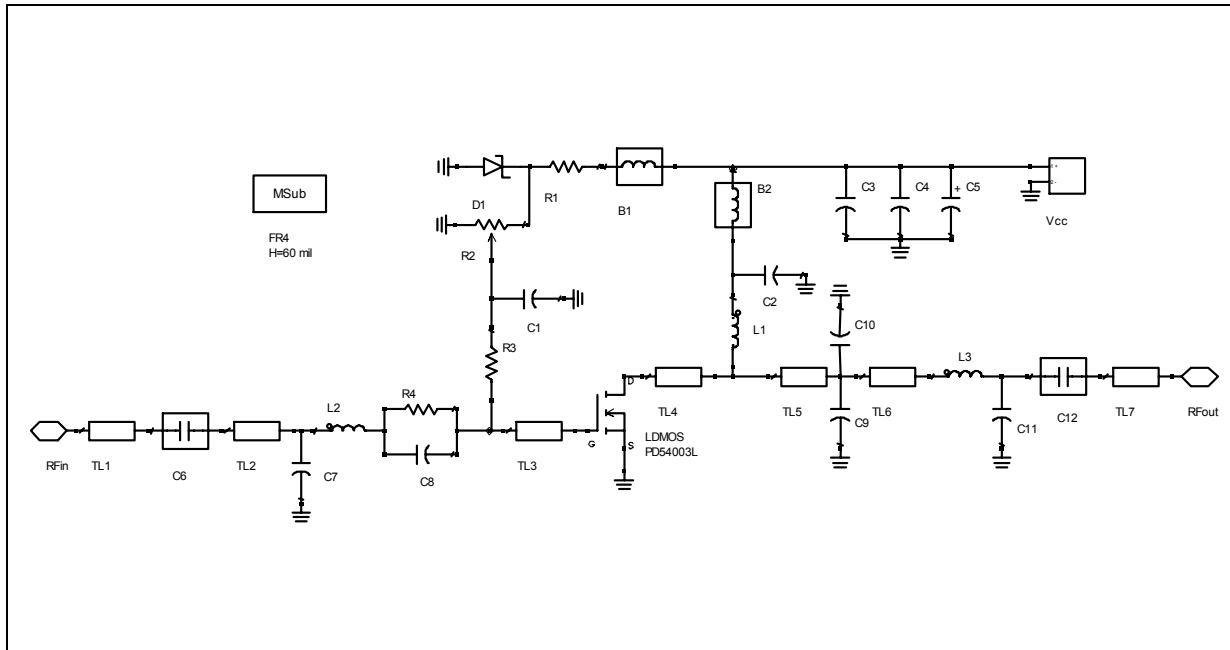 C3
C4
+ C5
1 +
2 -
Vcc
R1
B1
B2
MSub
FR4
H=60 mil
D1
R2
C1
C2
L1
C10
R3
L3
R4
L2
D
G
S
TL4
TL5
C9
TL6
C11
C12
TL7
RFout
LDMOS
PD54003L
RFin
TL1
C6
TL2
C7
C8
TL3